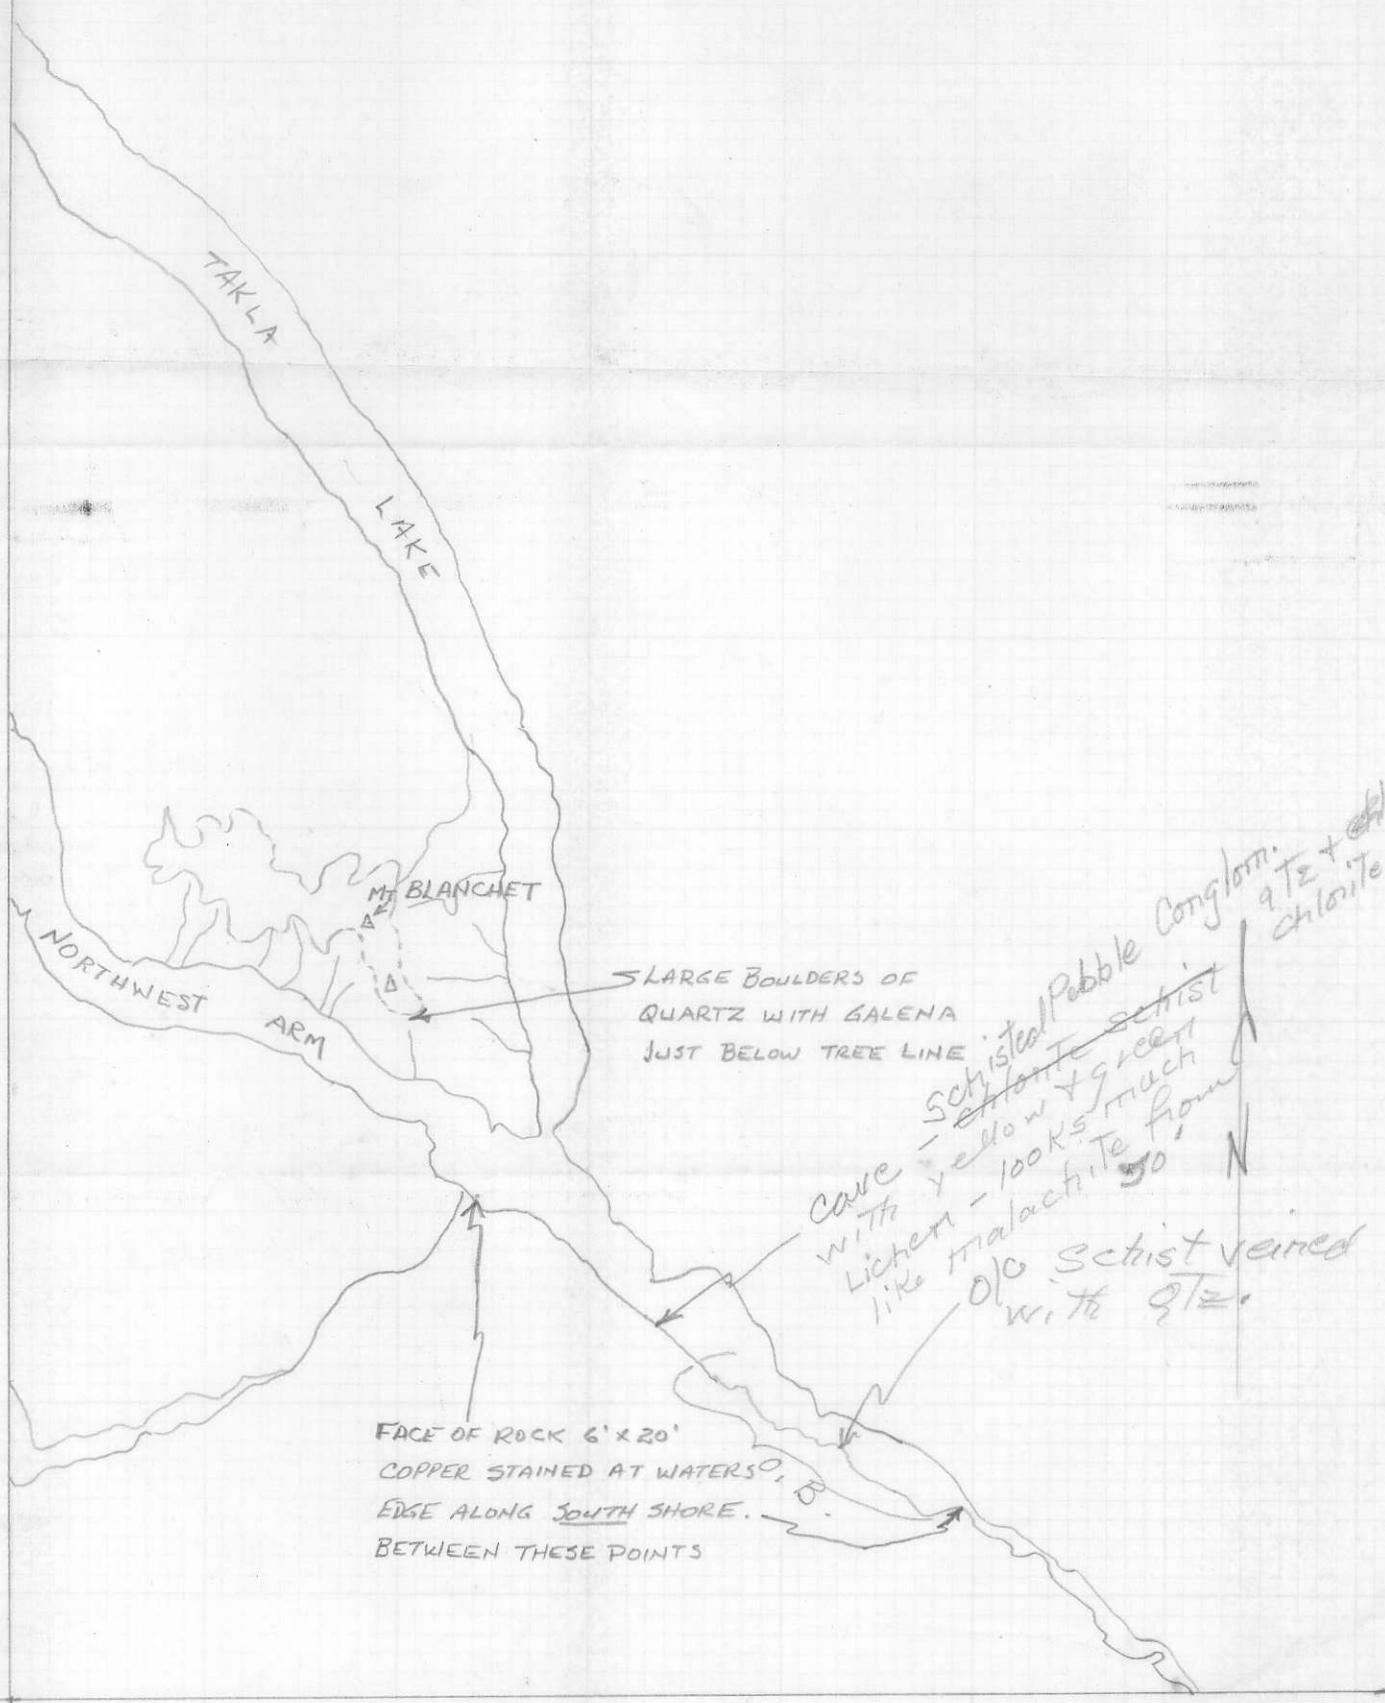 TAKLA
LAKE
MT. BLANCHET
NORTHWEST ARM
LARGE BOULDERS OF
QUARTZ WITH GALENA
JUST BELOW TREE LINE
Schisted Pebble Conglom.
qtz +
chlorite
cave - chlorite schist
with yellow + green
Lichen - looks much
like malachite from
50'
N
o/c schist veined
with QTz.
FACE OF ROCK 6' X 20'
COPPER STAINED AT WATERS
EDGE ALONG SOUTH SHORE.
BETWEEN THESE POINTS
O.B.